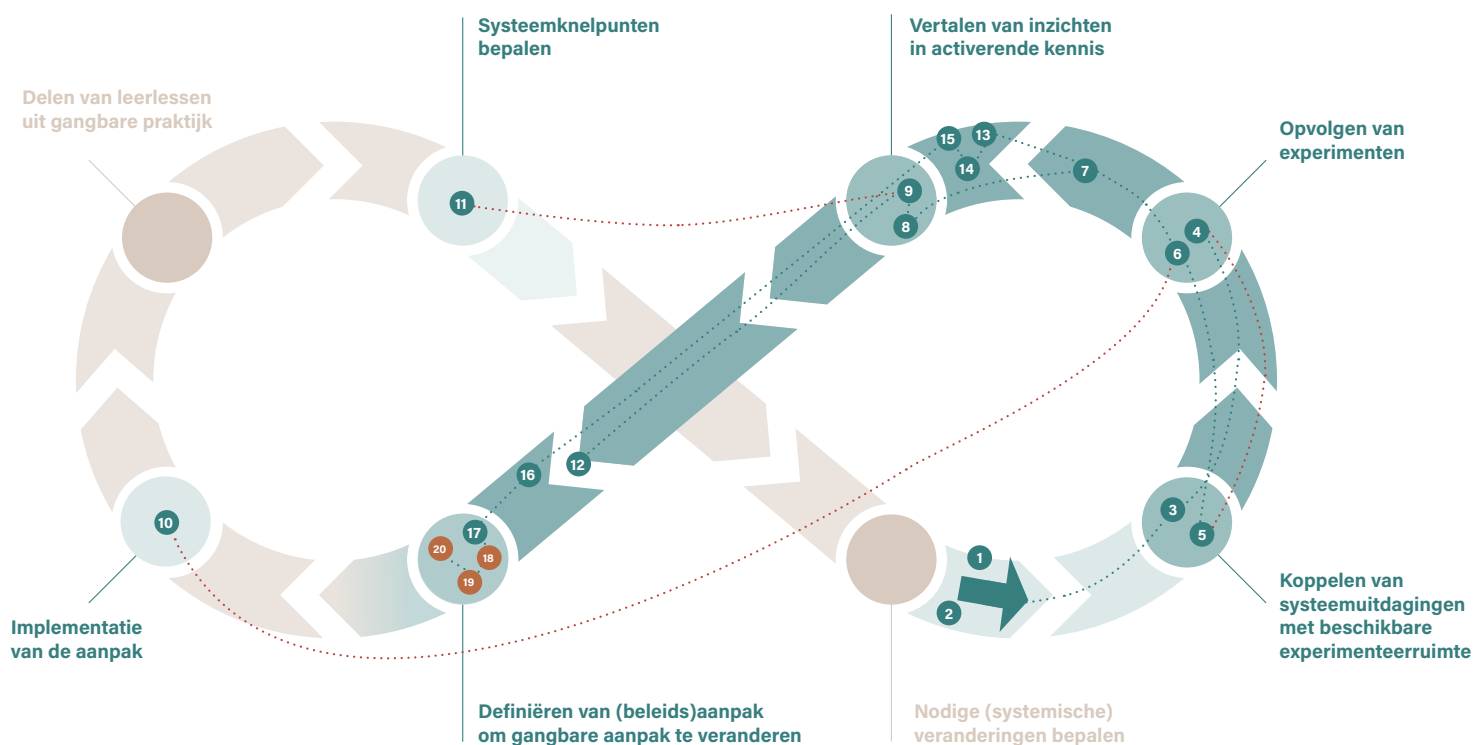 Systeemknelpunten
bepalen
Vertalen van inzichten
in activerende kennis
Delen van leerlessen
uit gangbare praktijk
Opvolgen van
experimenten
15
13
14
7
9
8
11
4
6
16
12
10
3
5
17
20
18
19
1
2
Koppelen van
systeemuitdagingen
met beschikbare
experimenteerruimte
Implementatie
van de aanpak
Definiëren van (beleids)aanpak
om gangbare aanpak te veranderen
Nodige (systemische)
veranderingen bepalen